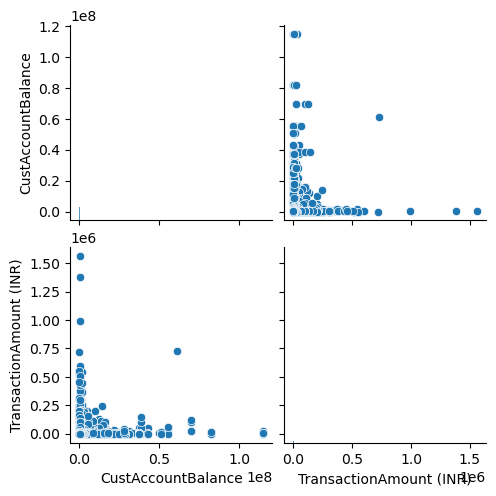 1e8
1.2
1.0
0.8
0.6
0.4
0.2
0.0
CustAccountBalance
1e6
1.50
1.25
1.00
0.75
0.50
0.25
0.00
TransactionAmount (INR)
0.0 0.5 1.0
CustAccountBalance 1e8
0.0 0.5 1.0 1.5
TransactionAmount (INR) 1e6